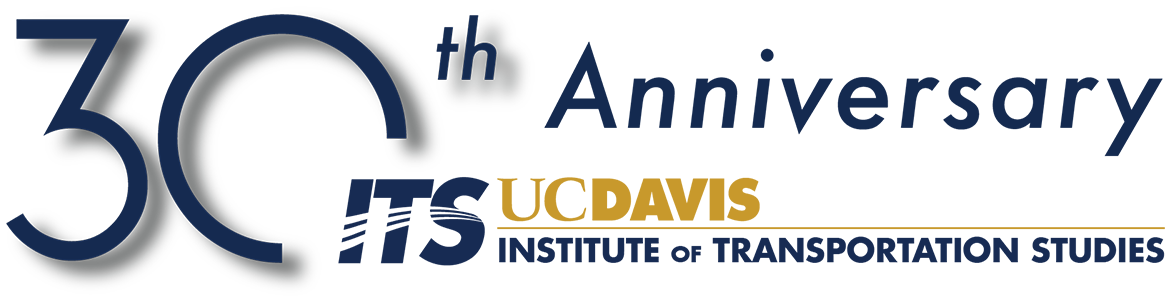 30th Anniversary
ITS UCDAVIS
INSTITUTE OF TRANSPORTATION STUDIES